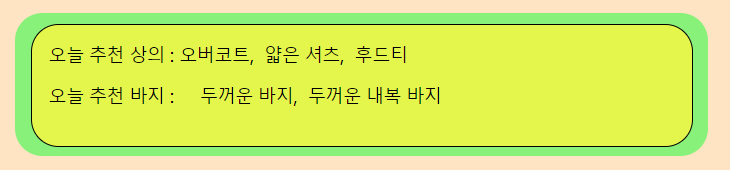 오늘 추천 상의 : 오버코트, 얇은 셔츠, 후드티
오늘 추천 바지 : 두꺼운 바지, 두꺼운 내복 바지